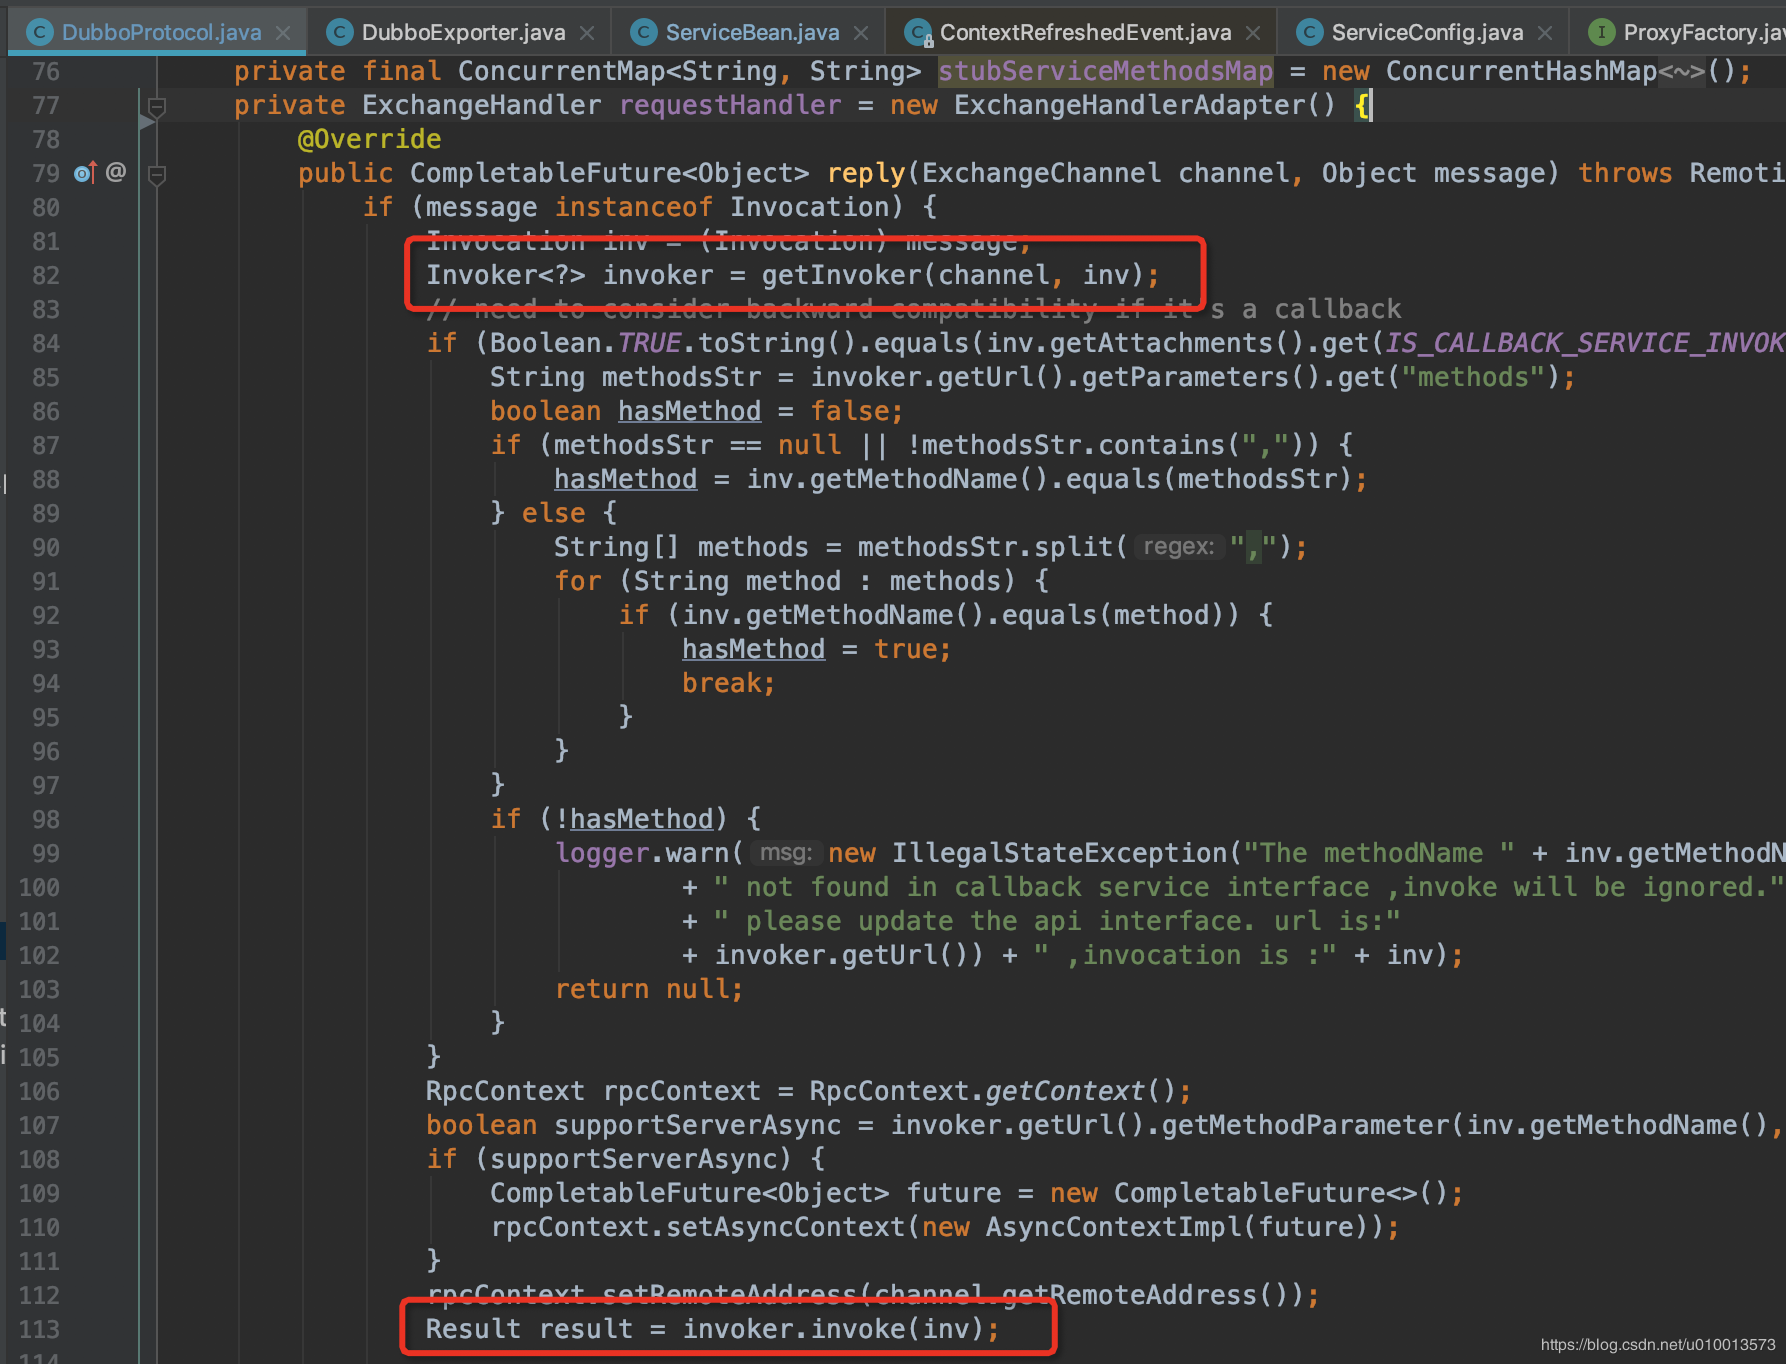 DubboProtocol.java DubboExporter.java ServiceBean.java ContextRefreshedEvent.java ServiceConfig.java ProxyFactory.jav
76 private final ConcurrentMap<String, String> stubServiceMethodsMap = new ConcurrentHashMap<~>();
77 private ExchangeHandler requestHandler = new ExchangeHandlerAdapter() {
78 @Override
79 public CompletableFuture<Object> reply(ExchangeChannel channel, Object message) throws Remoti
80 if (message instanceof Invocation) {
81 Invocation inv = (Invocation) message;
82 Invoker<?> invoker = getInvoker(channel, inv);
83 // need to consider backward-compatibility if it's a callback
84 if (Boolean.TRUE.toString().equals(inv.getAttachments().get(IS_CALLBACK_SERVICE_INVOK
85 String methodsStr = invoker.getUrl().getParameters().get("methods");
86 boolean hasMethod = false;
87 if (methodsStr == null || !methodsStr.contains(",")) {
88 hasMethod = inv.getMethodName().equals(methodsStr);
89 } else {
90 String[] methods = methodsStr.split( regex: ",");
91 for (String method : methods) {
92 if (inv.getMethodName().equals(method)) {
93 hasMethod = true;
94 break;
95 }
96 }
97 }
98 if (!hasMethod) {
99 logger.warn( msg: new IllegalStateException("The methodName " + inv.getMethodN
100 + " not found in callback service interface ,invoke will be ignored."
101 + " please update the api interface. url is:"
102 + invoker.getUrl()) + " ,invocation is :" + inv);
103 return null;
104 }
105 }
106 RpcContext rpcContext = RpcContext.getContext();
107 boolean supportServerAsync = invoker.getUrl().getMethodParameter(inv.getMethodName(),
108 if (supportServerAsync) {
109 CompletableFuture<Object> future = new CompletableFuture<>();
110 rpcContext.setAsyncContext(new AsyncContextImpl(future));
111 }
112 rpcContext.setRemoteAddress(channel.getRemoteAddress());
113 Result result = invoker.invoke(inv);
114
https://blog.csdn.net/u010013573